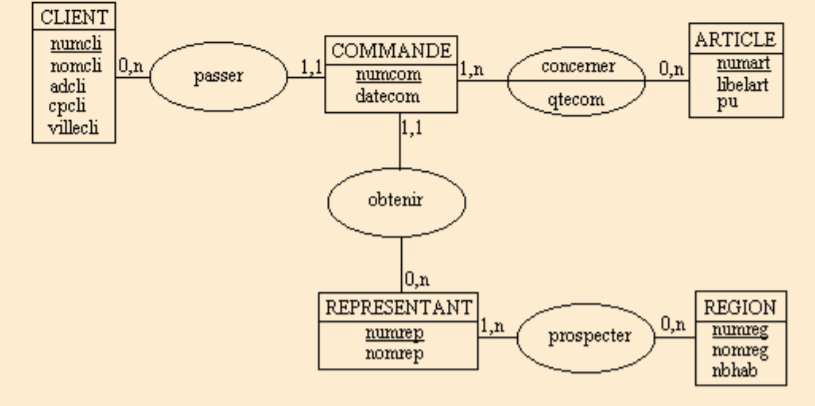 CLIENT
numcli
nomcli
adcli
cpcli
villecli
0,n
passer
1,1
COMMANDE
numcom
datecom
1,n
concerner
qtecom
0,n
ARTICLE
numart
libelart
pu
1,1
obtenir
0,n
REPRESENTANT
numrep
nomrep
1,n
prospecter
0,n
REGION
numreg
nomreg
nbhab